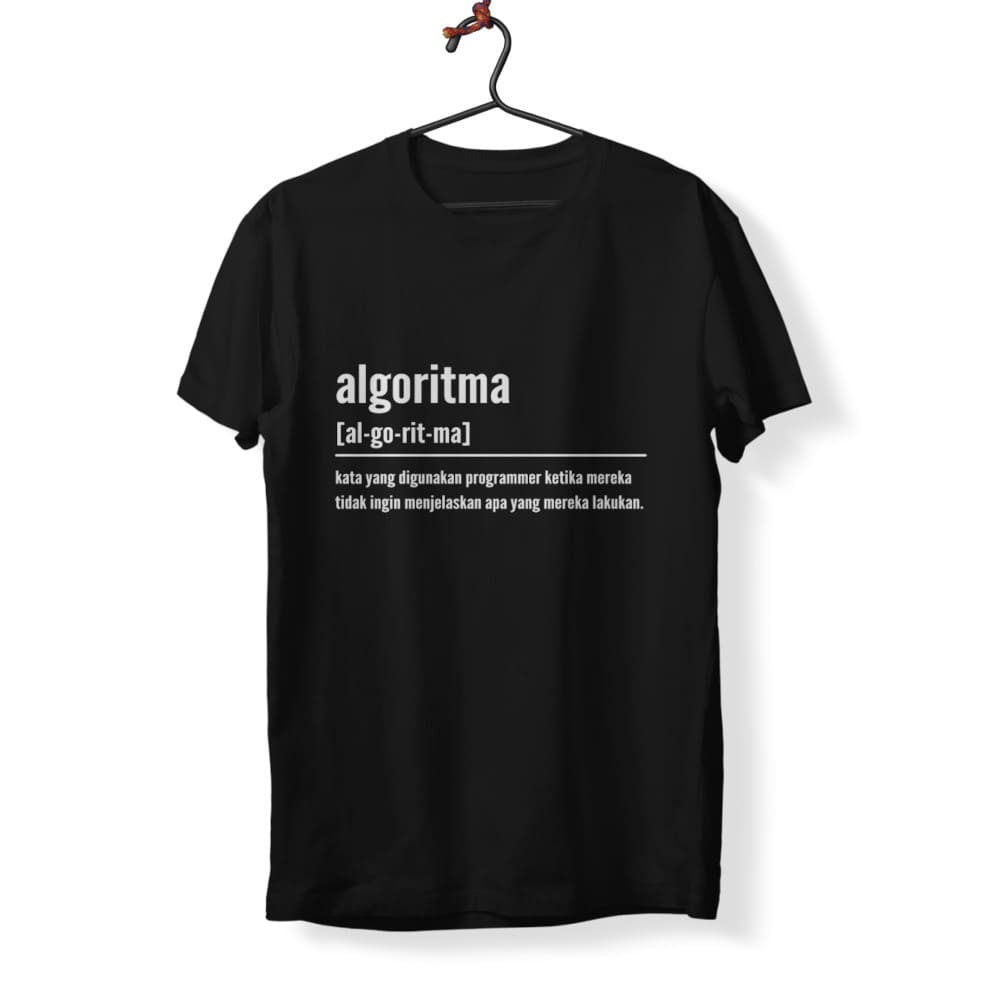 algoritma
[al-go-rit-ma]
kata yang digunakan programmer ketika mereka
tidak ingin menjelaskan apa yang mereka lakukan.